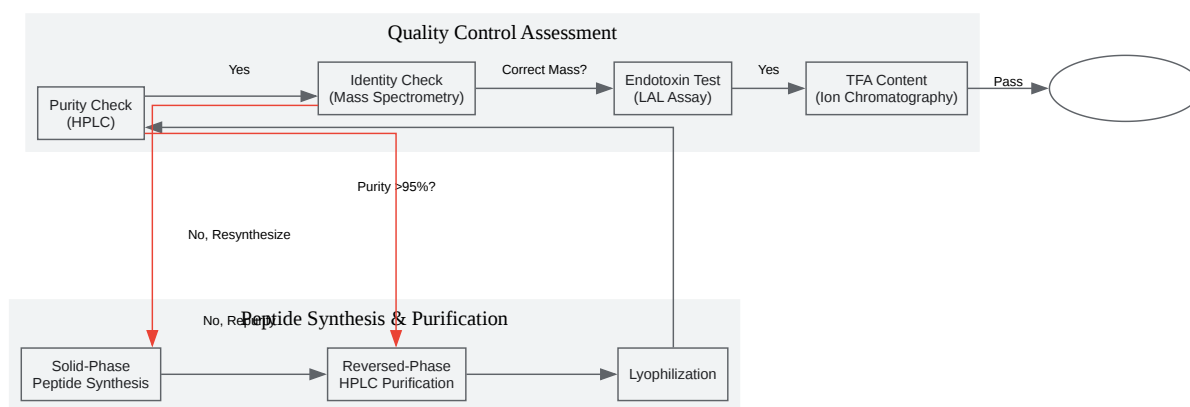 Quality Control Assessment
Yes
Correct Mass?
Yes
Pass
Purity Check
(HPLC)
Identity Check
(Mass Spectrometry)
Endotoxin Test
(LAL Assay)
TFA Content
(Ion Chromatography)
Purity >95%?
No, Resynthesize
No, Repurify
Peptide Synthesis & Purification
Solid-Phase
Peptide Synthesis
Reversed-Phase
HPLC Purification
Lyophilization